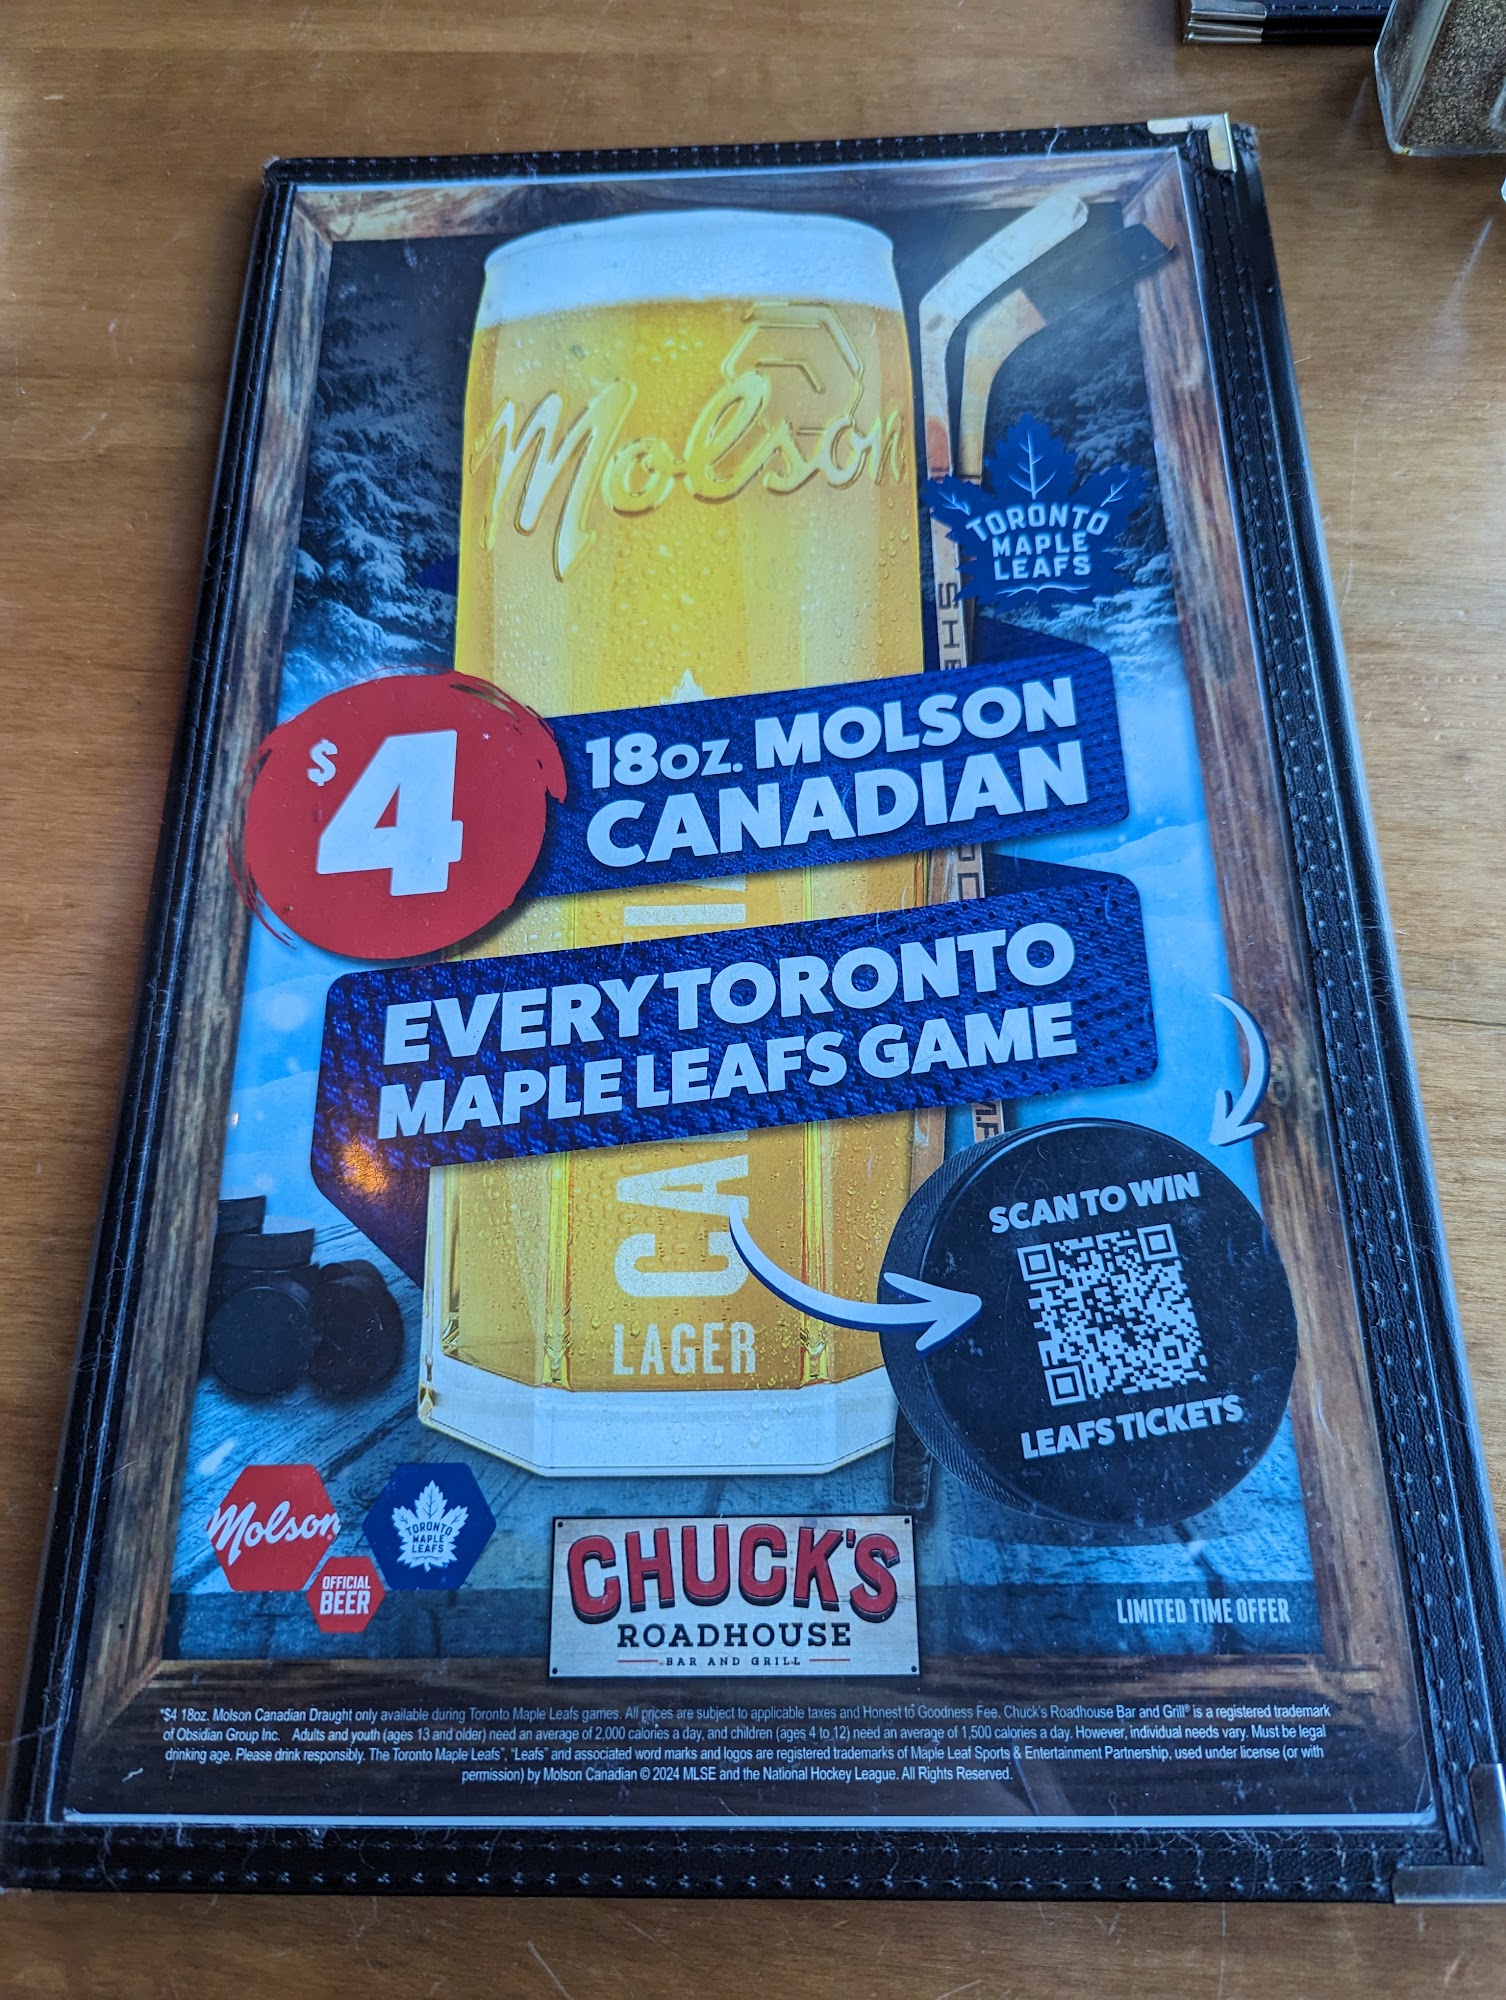 Molson
TORONTO
MAPLE
LEAFS
$4
18oz. MOLSON
CANADIAN
EVERY TORONTO
MAPLE LEAFS GAME
CA
LAGER
SCAN TO WIN
LEAFS TICKETS
Molson
TORONTO
MAPLE
LEAFS
OFFICIAL
BEER
CHUCK'S
ROADHOUSE
BAR AND GRILL
LIMITED TIME OFFER
*$4 18oz. Molson Canadian Draught only available during Toronto Maple Leafs games. All prices are subject to applicable taxes and Honest to Goodness Fee. Chuck's Roadhouse Bar and Grill® is a registered trademark
of Obsidian Group Inc. Adults and youth (ages 13 and older) need an average of 2,000 calories a day, and children (ages 4 to 12) need an average of 1,500 calories a day. However, individual needs vary. Must be legal
drinking age. Please drink responsibly. The Toronto Maple Leafs", "Leafs" and associated word marks and logos are registered trademarks of Maple Leaf Sports & Entertainment Partnership, used under license (or with
permission) by Molson Canadian © 2024 MLSE and the National Hockey League. All Rights Reserved.